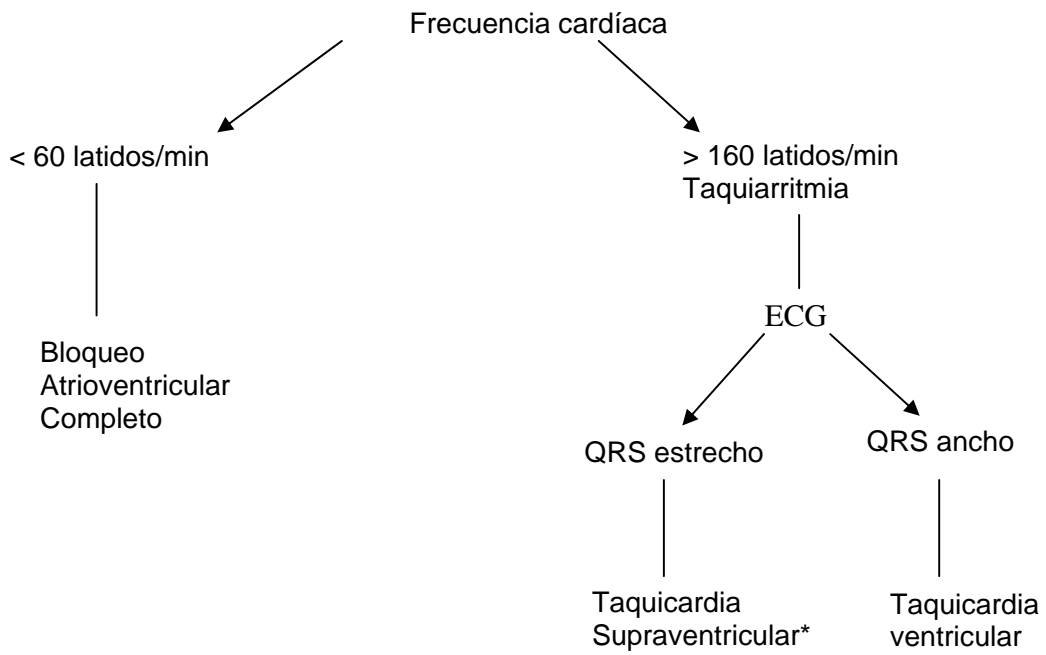 Frecuencia cardíaca
< 60 latidos/min
> 160 latidos/min
Taquiarritmia
ECG
Bloqueo
Atrioventricular
Completo
QRS estrecho
QRS ancho
Taquicardia
Supraventricular*
Taquicardia
ventricular